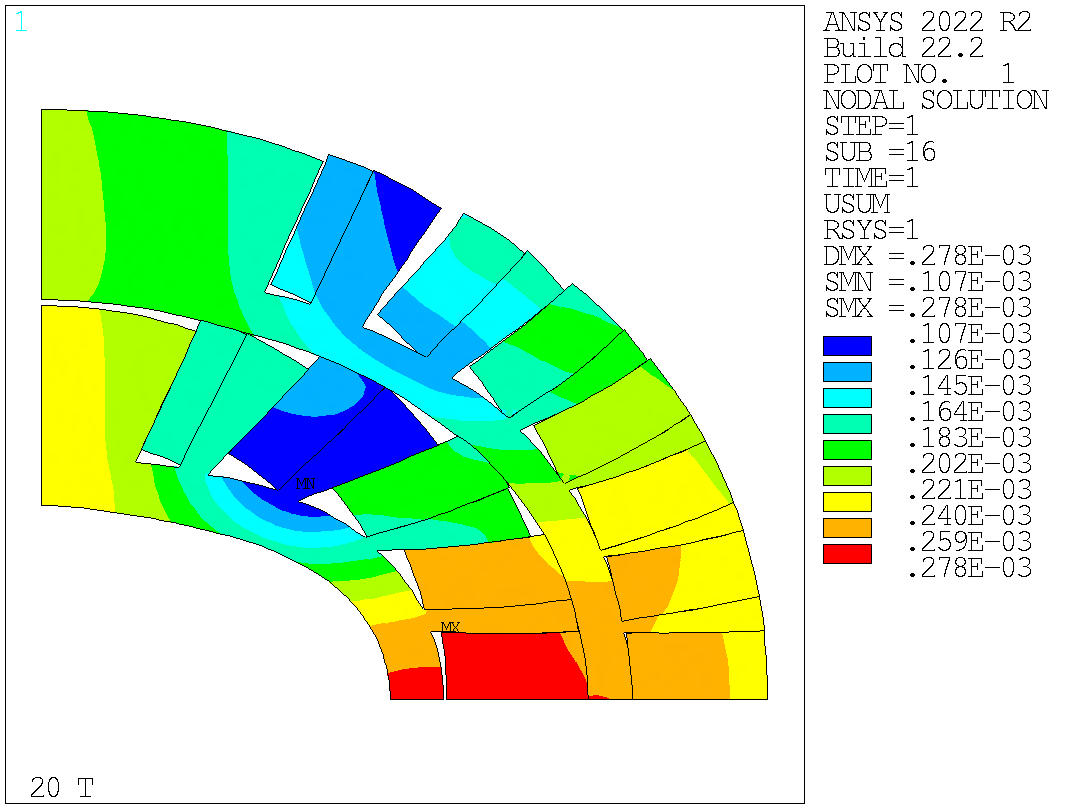 1
ANSYS 2022 R2
Build 22.2
PLOT NO. 1
NODAL SOLUTION
STEP=1
SUB =16
TIME=1
USUM
RSYS=1
DMX =.278E-03
SMN =.107E-03
SMX =.278E-03
.107E-03
.126E-03
.145E-03
.164E-03
.183E-03
.202E-03
.221E-03
.240E-03
.259E-03
.278E-03
MN
MX
20 T